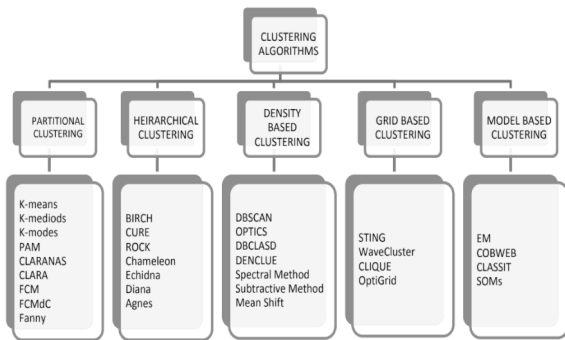 CLUSTERING
ALGORITHMS
PARTITIONAL
CLUSTERING
HEIRARCHICAL
CLUSTERING
DENSITY
BASED
CLUSTERING
GRID BASED
CLUSTERING
MODEL BASED
CLUSTERING
K-means
K-mediods
K-modes
PAM
CLARANAS
CLARA
FCM
FCMdC
Fanny
BIRCH
CURE
ROCK
Chameleon
Echidna
Diana
Agnes
DBSCAN
OPTICS
DBCLASD
DENCLUE
Spectral Method
Subtractive Method
Mean Shift
STING
WaveCluster
CLIQUE
OptiGrid
EM
COBWEB
CLASSIT
SOMs